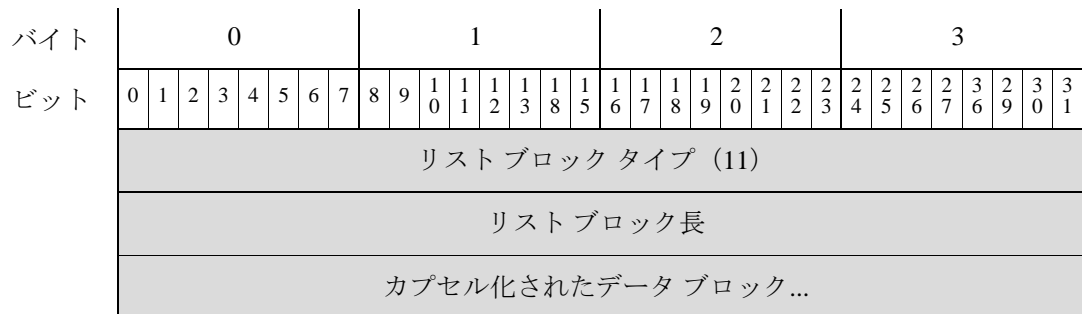 バイト 0 1 2 3
ビット 0 1 2 3 4 5 6 7 8 9 10 11 12 13 18 15 16 17 18 19 20 21 22 23 24 25 26 27 36 29 30 31
リスト ブロック タイプ（11）
リスト ブロック長
カプセル化されたデータ ブロック...